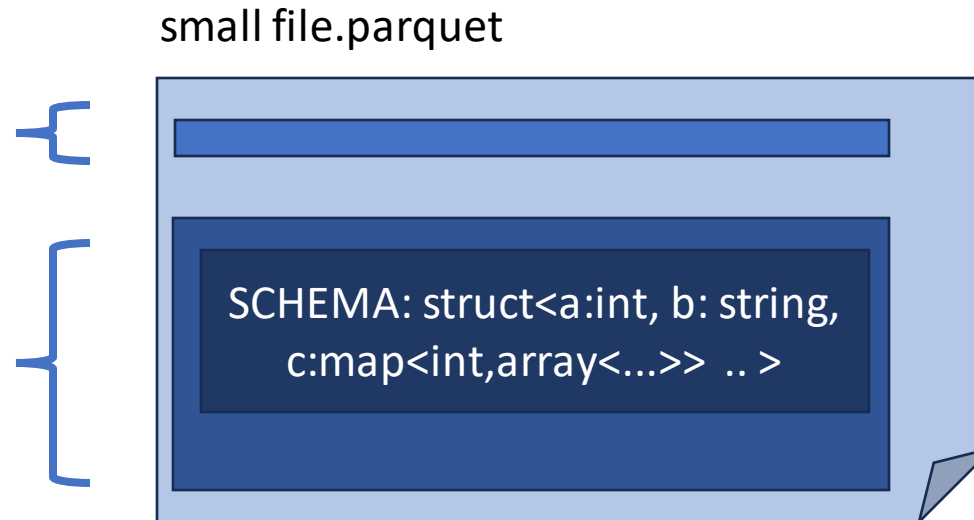 small file.parquet
SCHEMA: struct<a:int, b: string,
c:map<int,array<...>> .. >